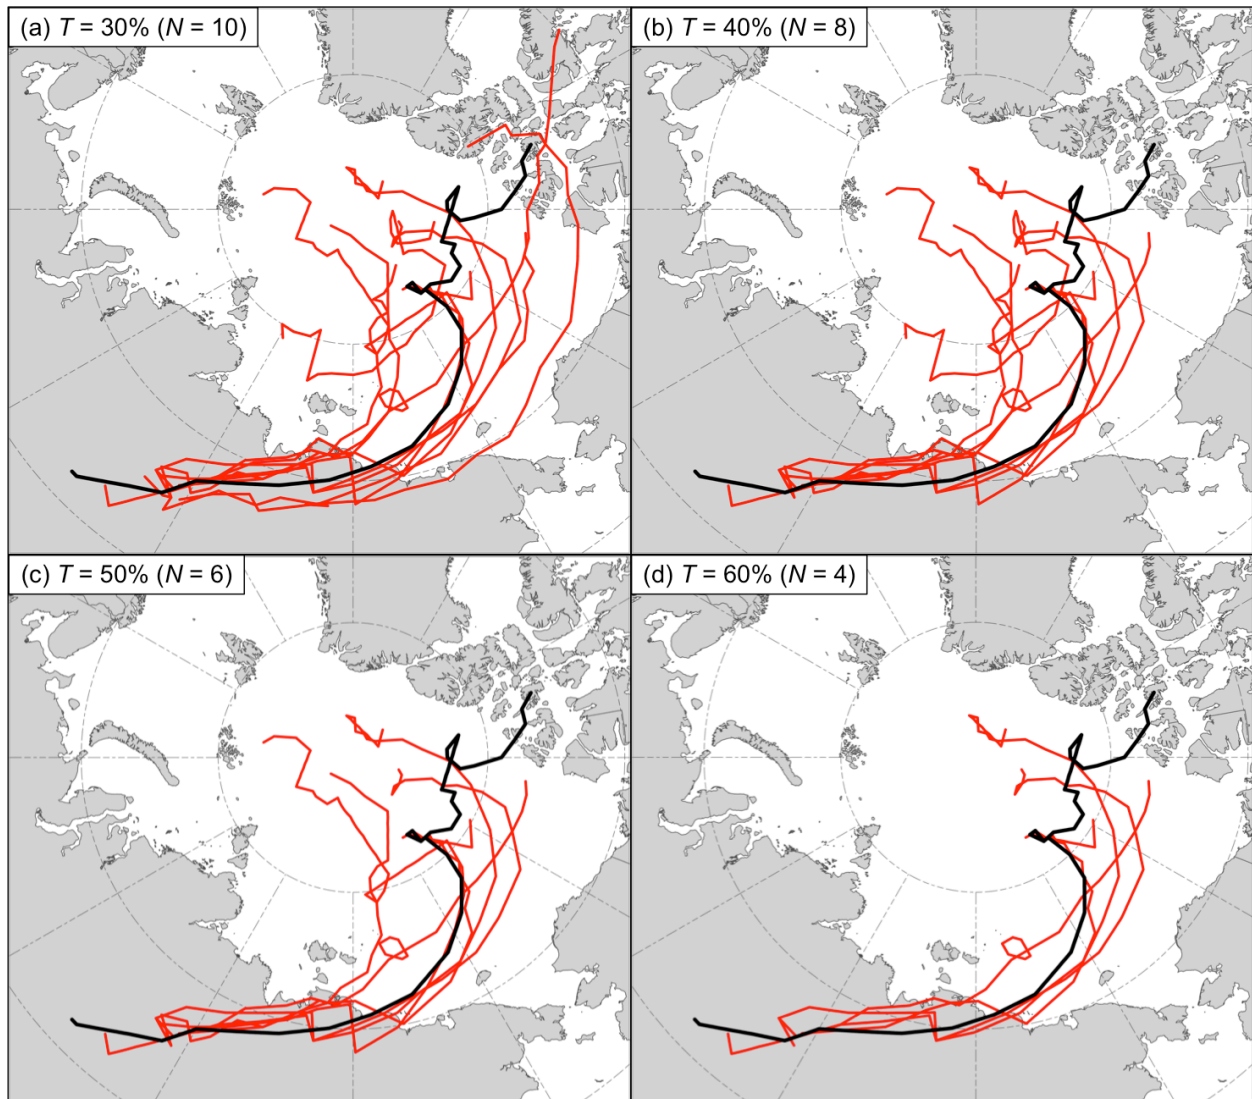 (a) T = 30% (N = 10)
(b) T = 40% (N = 8)
(c) T = 50% (N = 6)
(d) T = 60% (N = 4)